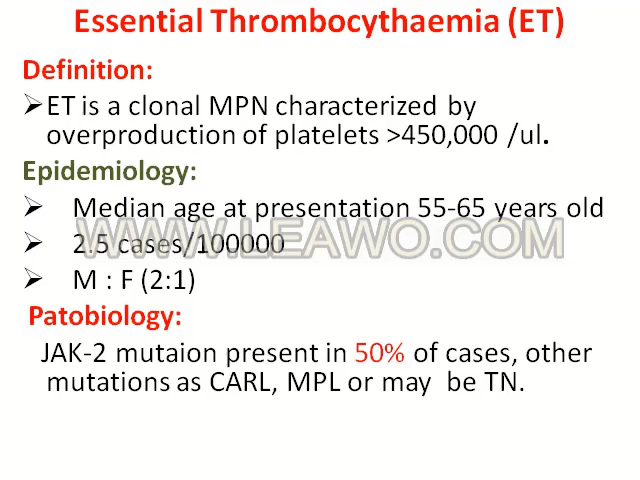 Essential Thrombocythaemia (ET)
Definition:
➢ET is a clonal MPN characterized by
overproduction of platelets >450,000 /ul.
Epidemiology:
➢ Median age at presentation 55-65 years old
WWW.LEAWO.COM
➢ 2.5 cases/100000
➢ M : F (2:1)
Patobiology:
JAK-2 mutaion present in 50% of cases, other
mutations as CARL, MPL or may be TN.